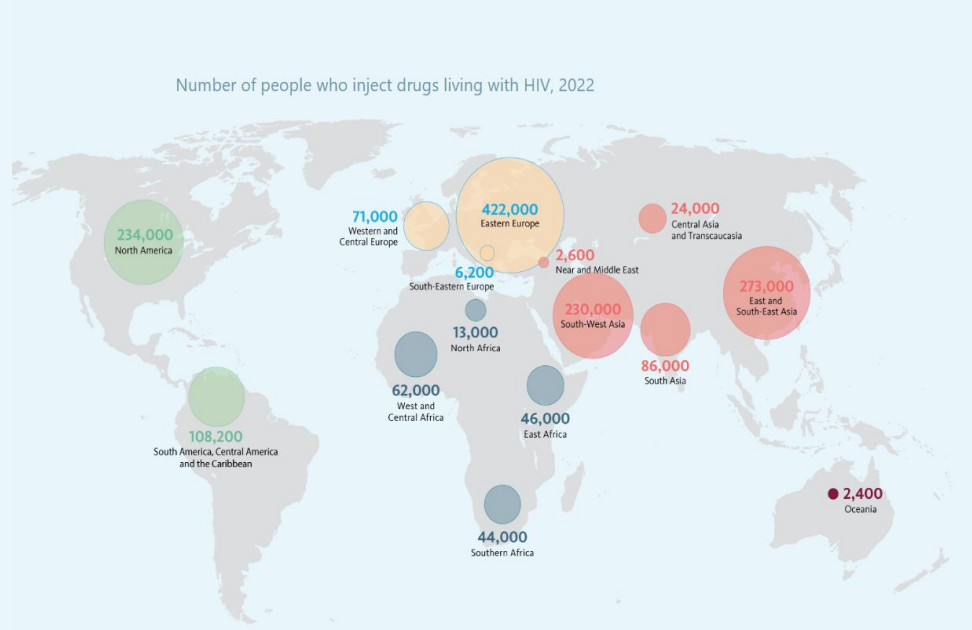 Number of people who inject drugs living with HIV, 2022
234,000
North America
71,000
Western and
Central Europe
422,000
Eastern Europe
24,000
Central Asia
and Transcaucasia
2,600
Near and Middle East
6,200
South-Eastern Europe
230,000
South-West Asia
273,000
East and
South-East Asia
13,000
North Africa
86,000
South Asia
62,000
West and
Central Africa
46,000
East Africa
108,200
South America, Central America
and the Caribbean
2,400
Oceania
44,000
Southern Africa